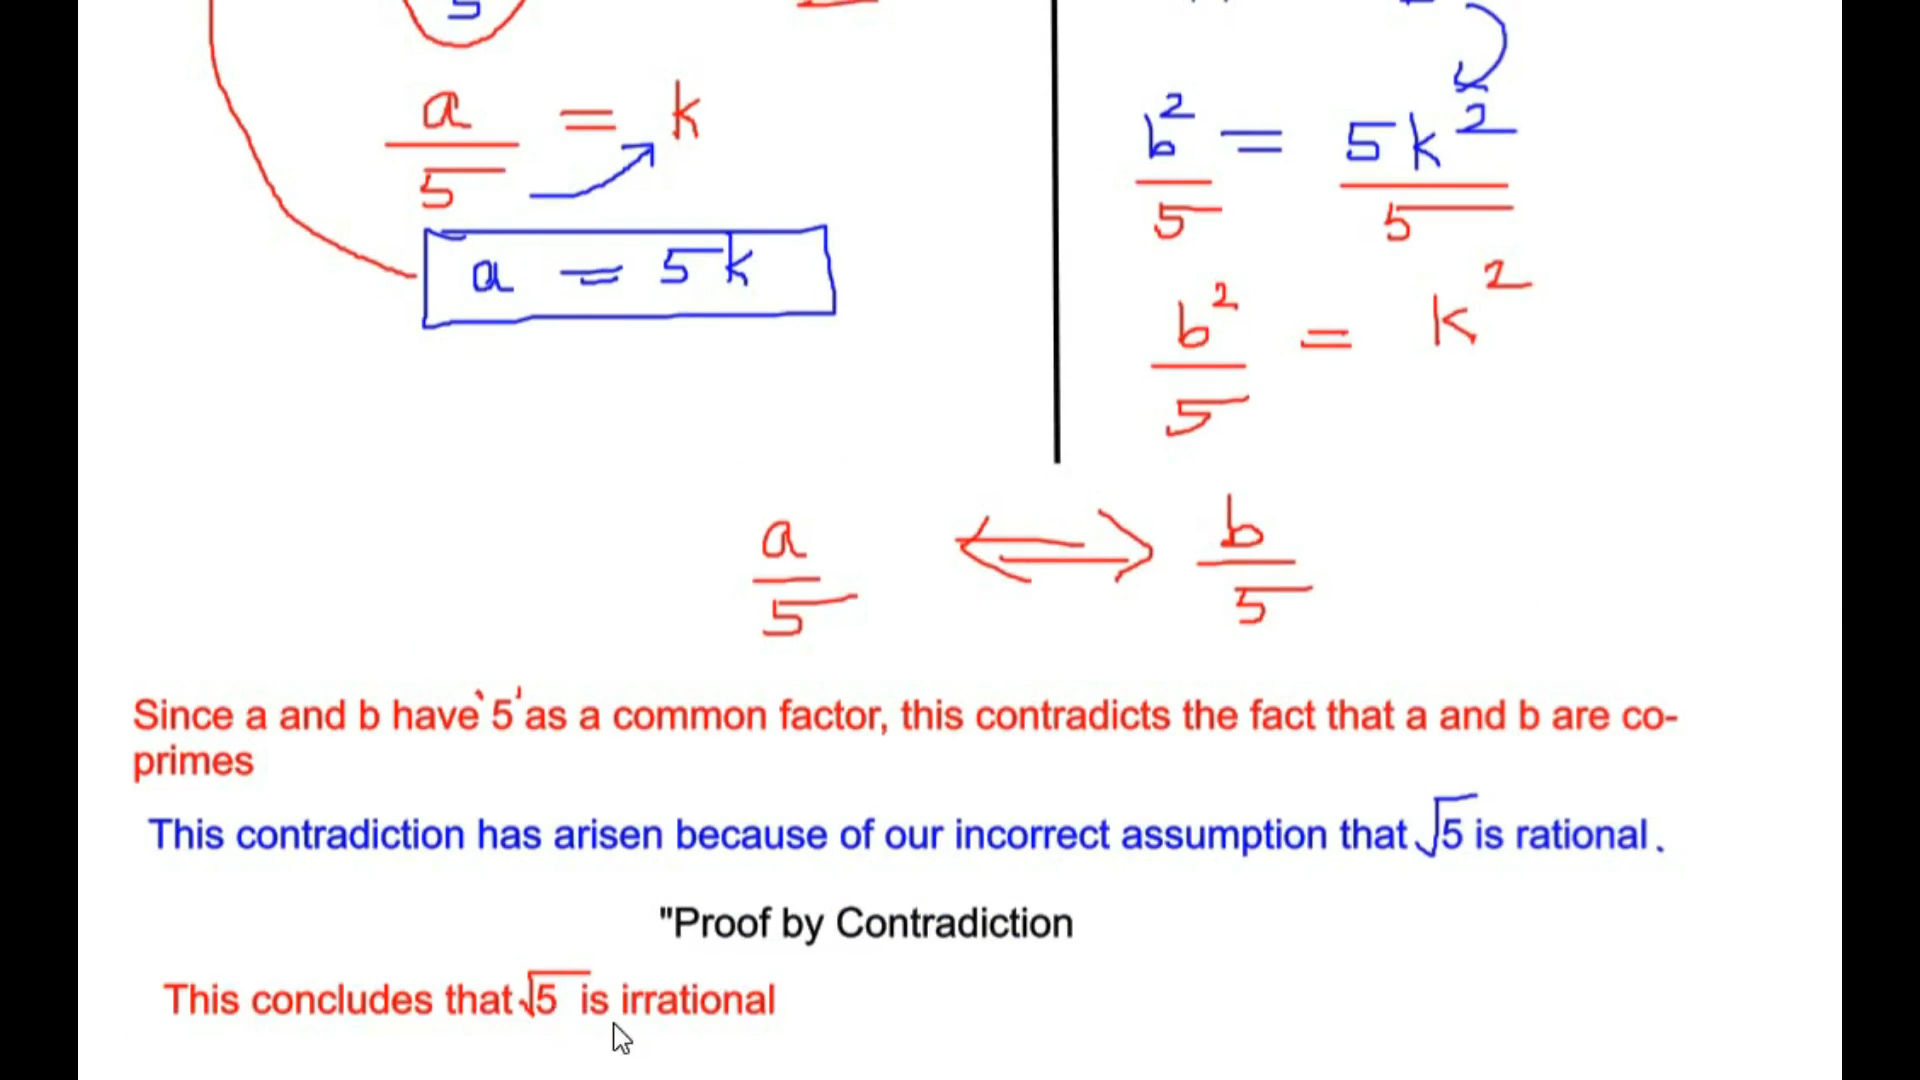 5
a/5 = k
a = 5k
b² = 5k²
5 5
b²/5 = k²
a/5 ⟺ b/5
Since a and b have `5' as a common factor, this contradicts the fact that a and b are co-
primes
This contradiction has arisen because of our incorrect assumption that √5 is rational.
"Proof by Contradiction
This concludes that √5 is irrational